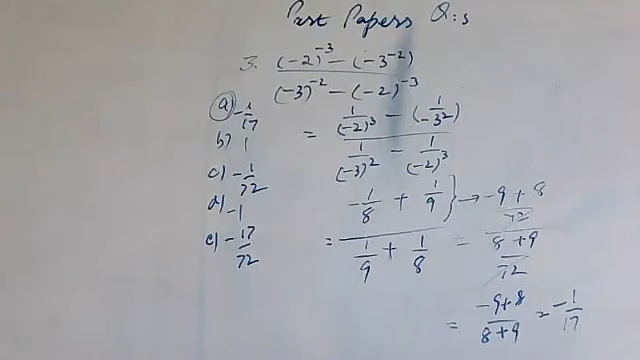 Past Papers Q:s
3. ((-2)^-3 - (-3^-2)) / ((-3)^-2 - (-2)^-3)
a) -1/17
b) 1
c) -1/72
d) -1
e) -17/72
= (1/(-2)^3 - (-1/3^2)) / (1/(-3)^2 - 1/(-2)^3)
= (-1/8 + 1/9) / (1/9 + 1/8) } → = ((-9+8)/72) / ((8+9)/72)
= (-9+8)/(8+9) = -1/17